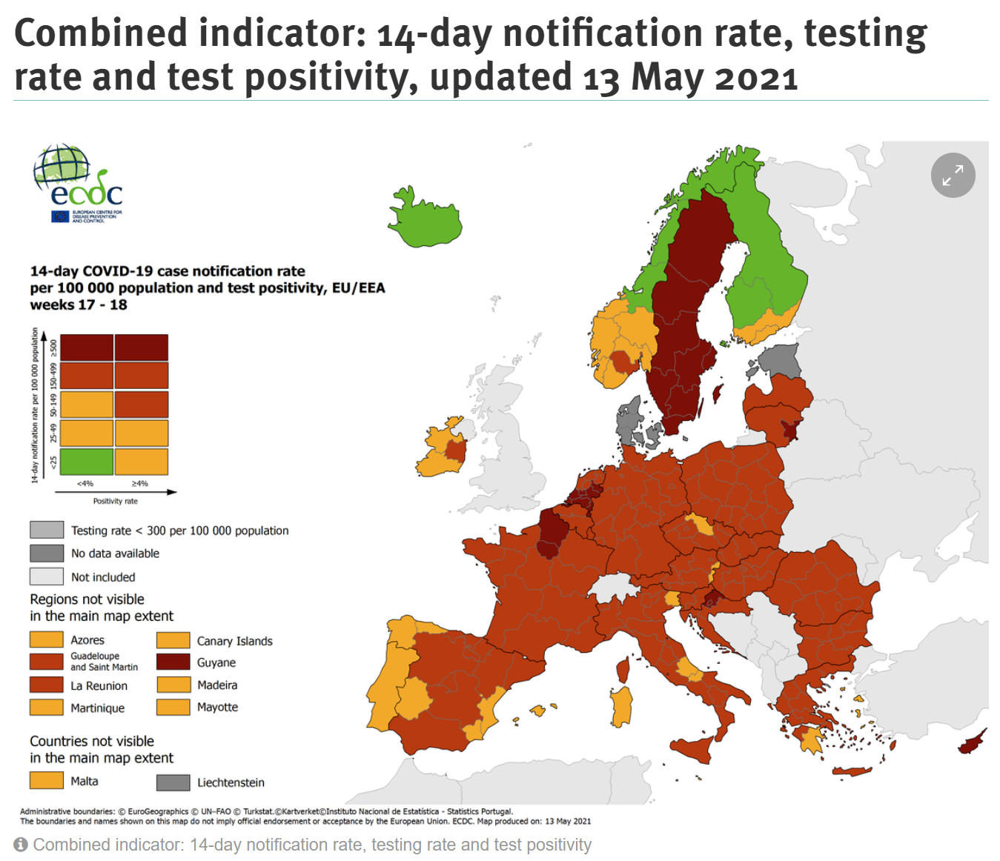 Combined indicator: 14-day notification rate, testing
rate and test positivity, updated 13 May 2021
ecdc
EUROPEAN CENTRE FOR
DISEASE PREVENTION
AND CONTROL
14-day COVID-19 case notification rate
per 100 000 population and test positivity, EU/EEA
weeks 17 - 18
14-day notification rate per 100 000 population
≥500
150-499
50-149
25-49
<25
<4%
≥4%
Positivity rate
Testing rate < 300 per 100 000 population
No data available
Not included
Regions not visible
in the main map extent
Azores
Canary Islands
Guadeloupe
and Saint Martin
Guyane
La Reunion
Madeira
Martinique
Mayotte
Countries not visible
in the main map extent
Malta
Liechtenstein
Administrative boundaries: © EuroGeographics © UN–FAO © Turkstat.©Kartverket©Instituto Nacional de Estatística - Statistics Portugal.
The boundaries and names shown on this map do not imply official endorsement or acceptance by the European Union. ECDC. Map produced on: 13 May 2021
Combined indicator: 14-day notification rate, testing rate and test positivity